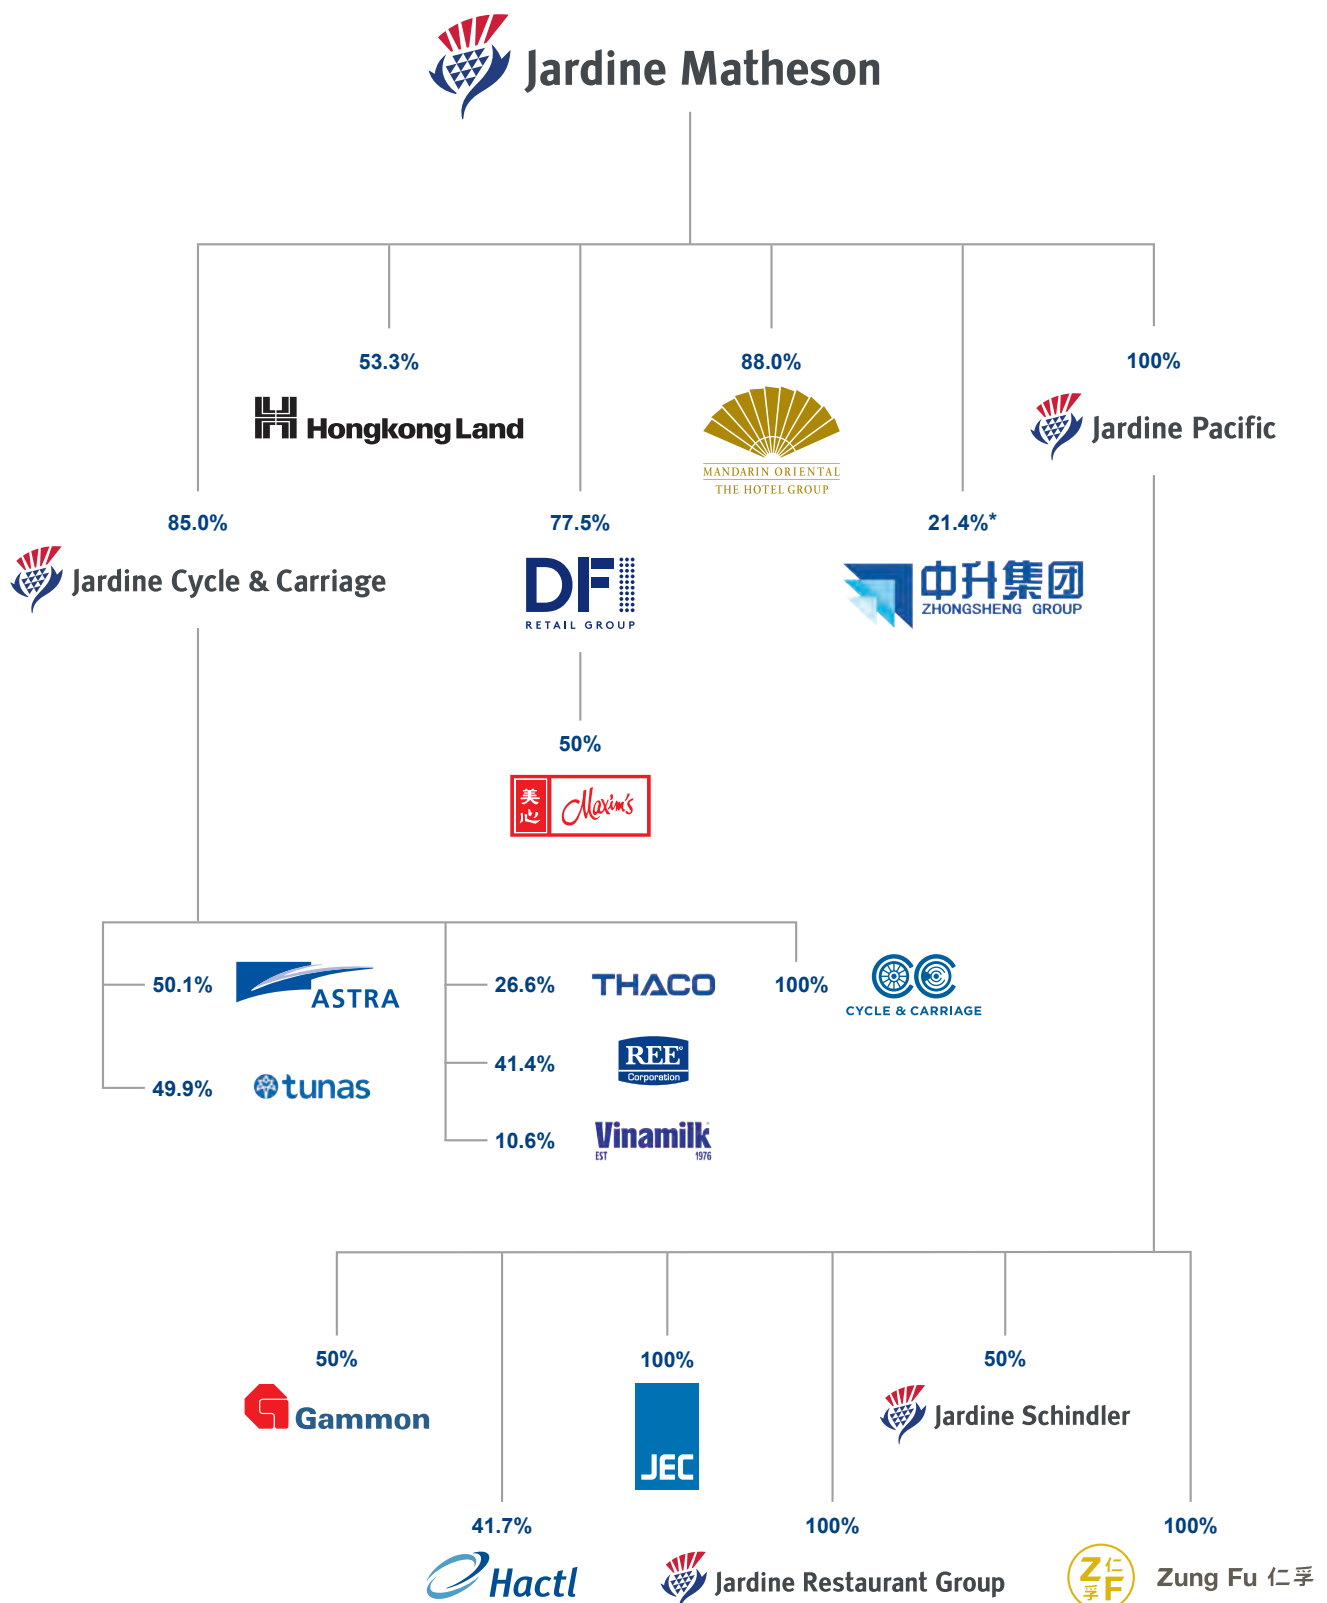 Jardine Matheson
53.3%
Hongkong Land
88.0%
MANDARIN ORIENTAL
THE HOTEL GROUP
100%
Jardine Pacific
85.0%
Jardine Cycle & Carriage
77.5%
DFI
RETAIL GROUP
21.4%*
中升集团
ZHONGSHENG GROUP
50%
美心
Maxim's
50.1%
ASTRA
49.9%
tunas
26.6%
THACO
41.4%
REE
Corporation
10.6%
Vinamilk
EST 1976
100%
CYCLE & CARRIAGE
50%
Gammon
100%
JEC
50%
Jardine Schindler
41.7%
Hactl
100%
Jardine Restaurant Group
100%
Z仁
孚F
Zung Fu 仁孚